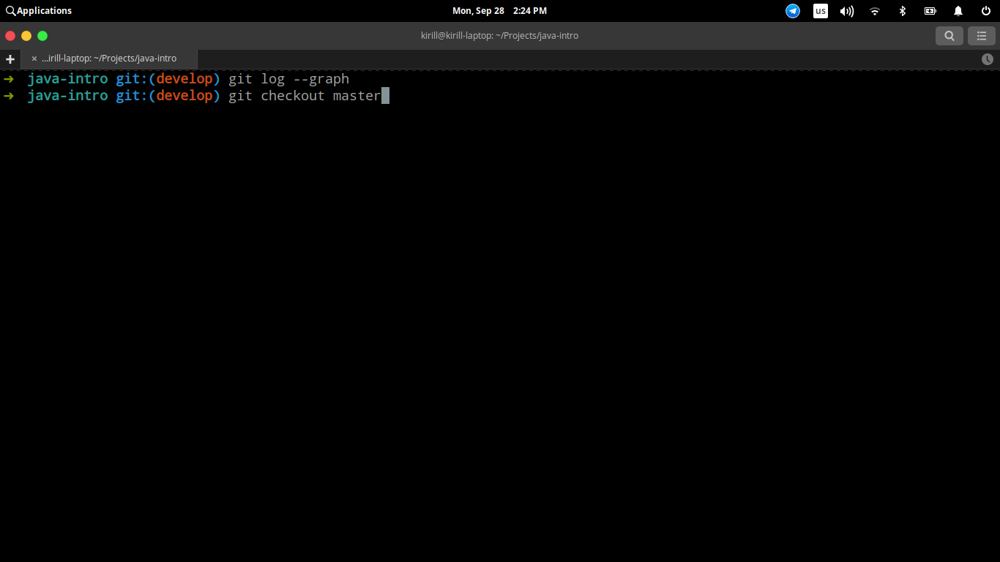 Applications
Mon, Sep 28 2:24 PM
us
kirill@kirill-laptop: ~/Projects/java-intro
+ × ...irill-laptop: ~/Projects/java-intro
➜ java-intro git:(develop) git log --graph
➜ java-intro git:(develop) git checkout master